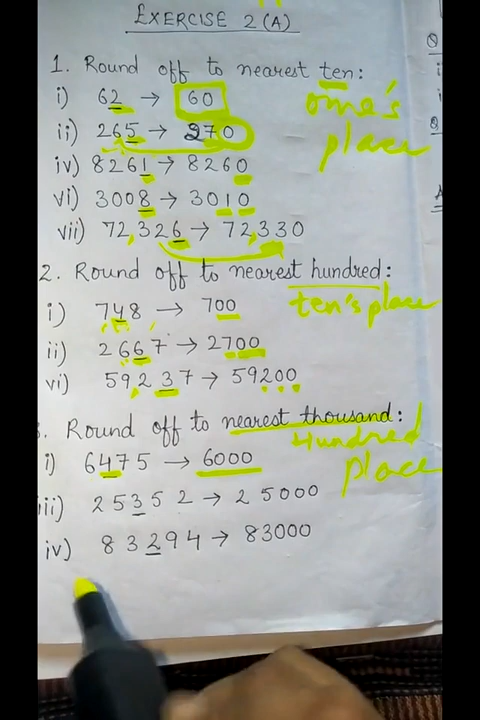 EXERCISE 2(A)
1. Round off to nearest ten:
i) 62 → 60
one's place
ii) 265 → 270
iv) 8261 → 8260
vi) 3008 → 3010
vii) 72,326 → 72,330
2. Round off to nearest hundred:
ten's place
i) 748 → 700
ii) 2667 → 2700
vi) 59,237 → 59200
. Round off to nearest thousand:
Hundred place
i) 6475 → 6000
iii) 25352 → 25000
iv) 83294 → 83000
Q
i
i
Q